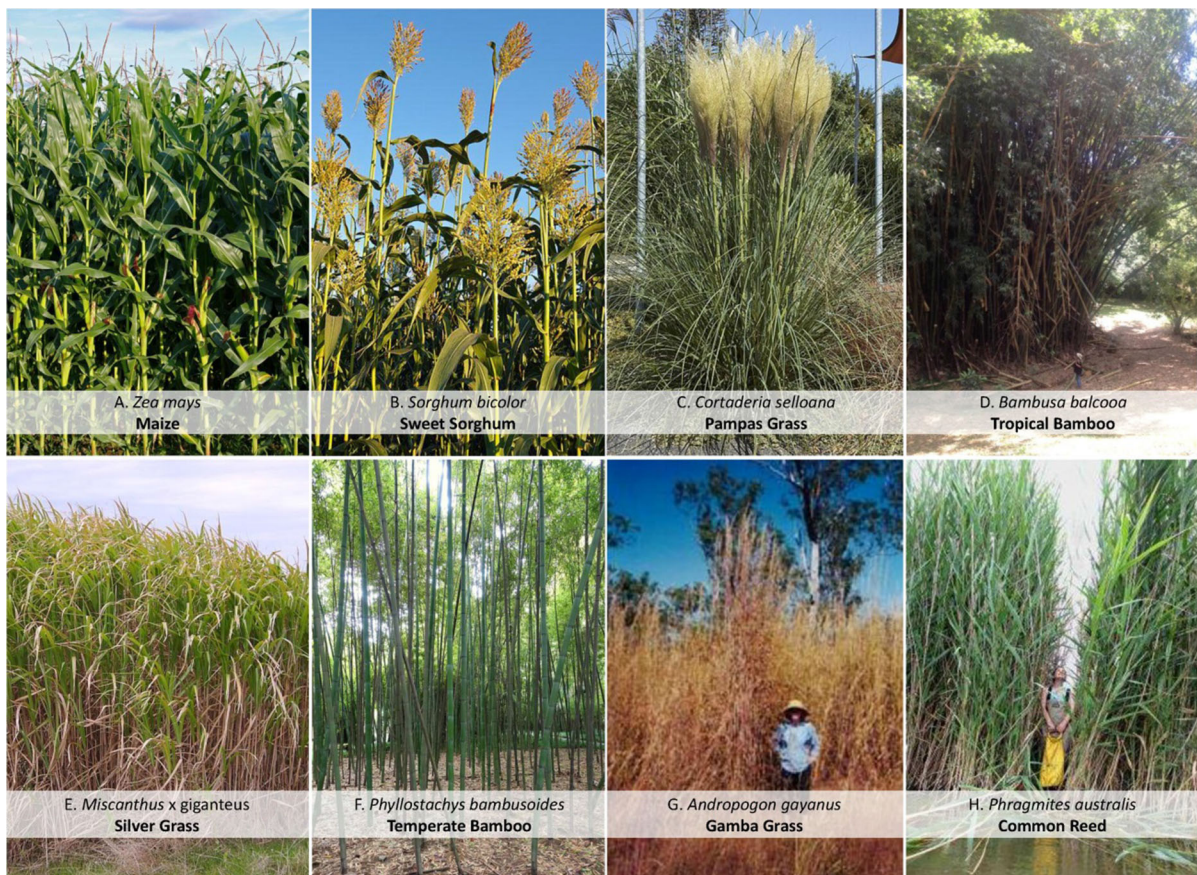 A. Zea mays
Maize
B. Sorghum bicolor
Sweet Sorghum
C. Cortaderia selloana
Pampas Grass
D. Bambusa balcooa
Tropical Bamboo
E. Miscanthus x giganteus
Silver Grass
F. Phyllostachys bambusoides
Temperate Bamboo
G. Andropogon gayanus
Gamba Grass
H. Phragmites australis
Common Reed